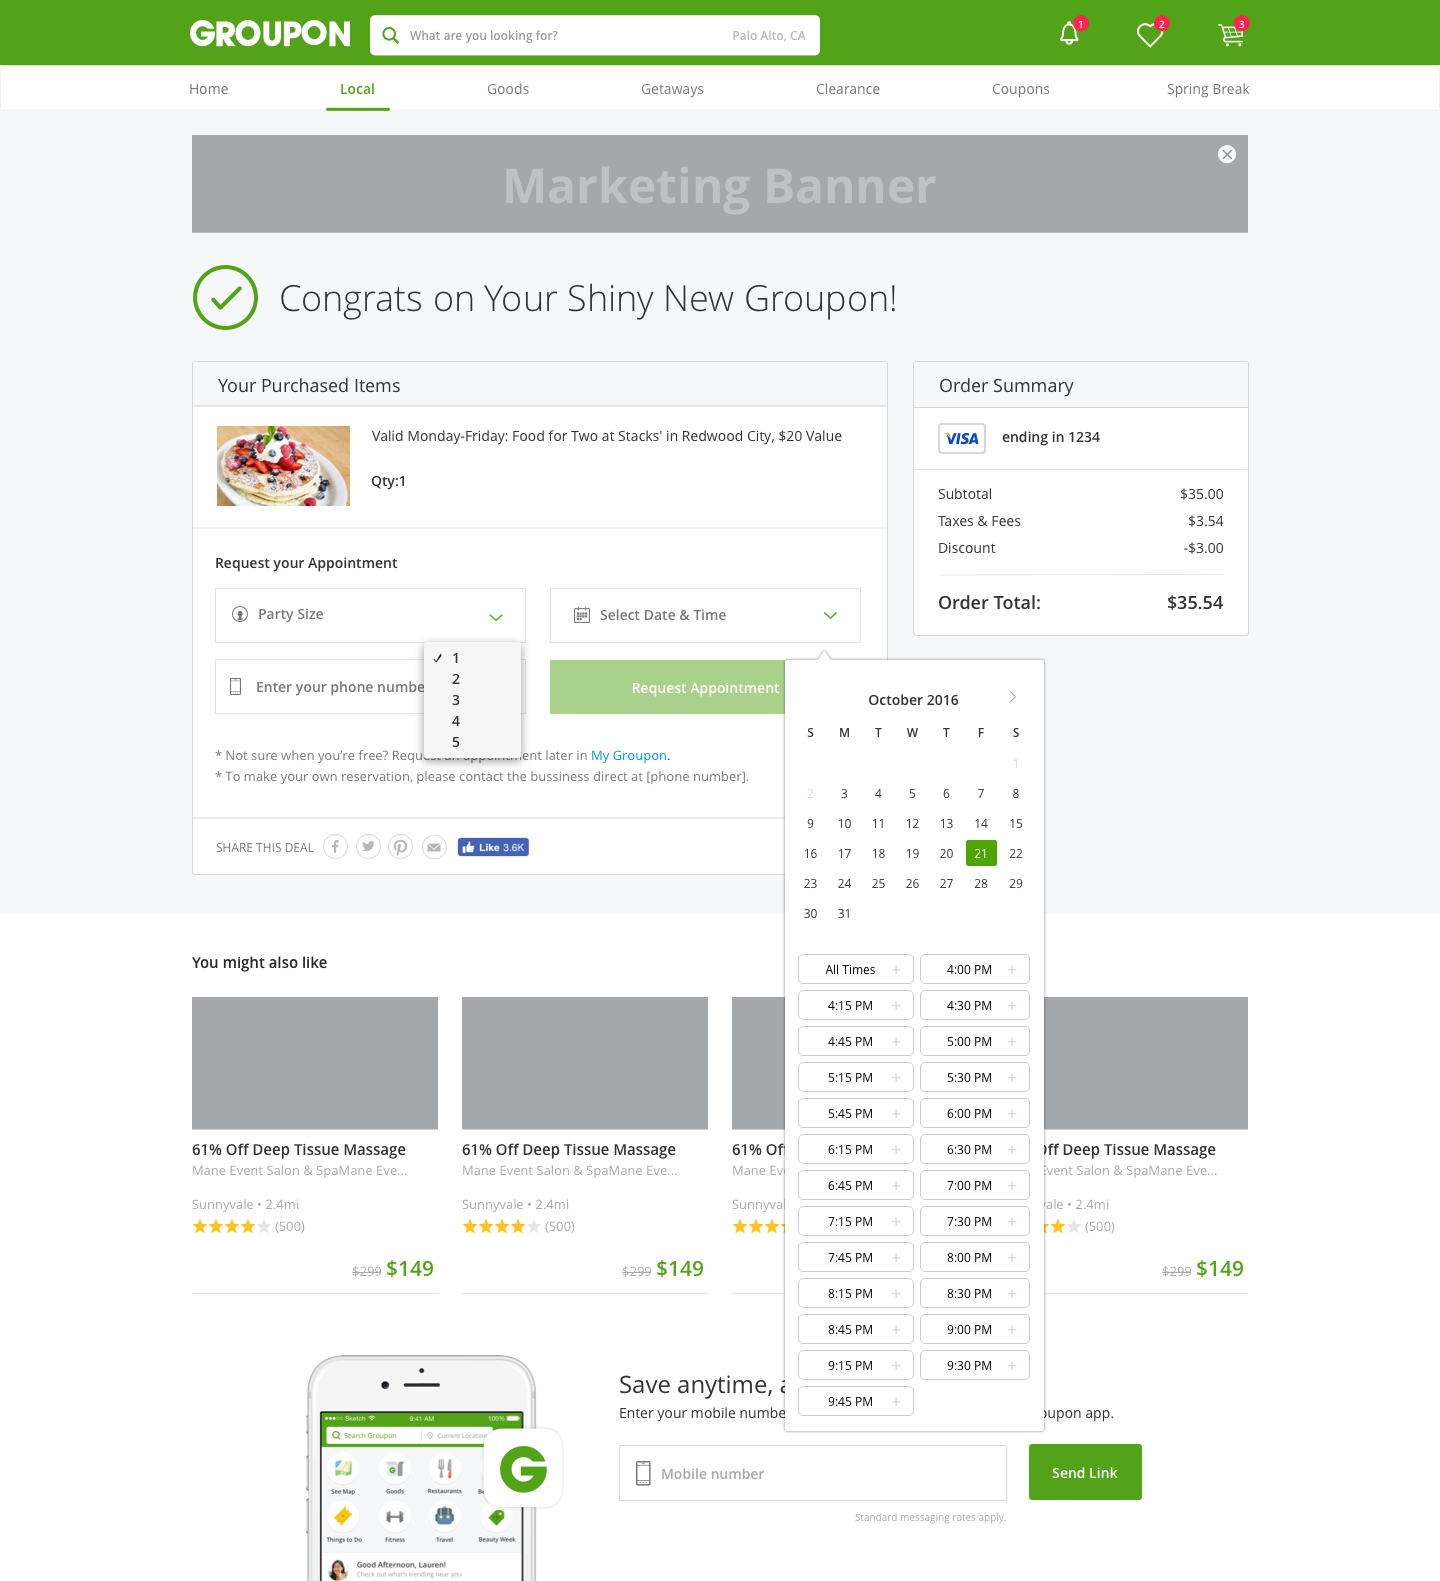 GROUPON
What are you looking for?
Palo Alto, CA
1
2
3
Home
Local
Goods
Getaways
Clearance
Coupons
Spring Break
Marketing Banner
Congrats on Your Shiny New Groupon!
Your Purchased Items
Valid Monday-Friday: Food for Two at Stacks' in Redwood City, $20 Value
Qty:1
Order Summary
VISA ending in 1234
Subtotal $35.00
Taxes & Fees $3.54
Discount -$3.00
Order Total: $35.54
Request your Appointment
Party Size
Select Date & Time
Enter your phone numbe
Request Appointment
✓ 1
2
3
4
5
* Not sure when you're free? Request an appointment later in My Groupon.
* To make your own reservation, please contact the bussiness direct at [phone number].
SHARE THIS DEAL
Like 3.6K
October 2016
S M T W T F S
1
2 3 4 5 6 7 8
9 10 11 12 13 14 15
16 17 18 19 20 21 22
23 24 25 26 27 28 29
30 31
All Times + 4:00 PM +
4:15 PM + 4:30 PM +
4:45 PM + 5:00 PM +
5:15 PM + 5:30 PM +
5:45 PM + 6:00 PM +
6:15 PM + 6:30 PM +
6:45 PM + 7:00 PM +
7:15 PM + 7:30 PM +
7:45 PM + 8:00 PM +
8:15 PM + 8:30 PM +
8:45 PM + 9:00 PM +
9:15 PM + 9:30 PM +
9:45 PM +
You might also like
61% Off Deep Tissue Massage
Mane Event Salon & SpaMane Eve...
Sunnyvale • 2.4mi
(500)
$299 $149
61% Off Deep Tissue Massage
Mane Event Salon & SpaMane Eve...
Sunnyvale • 2.4mi
(500)
$299 $149
61% Of
Mane Ev
Sunnyva
Off Deep Tissue Massage
Event Salon & SpaMane Eve...
vale • 2.4mi
(500)
$299 $149
Sketch 9:41 AM 100%
Search Groupon
Current Location
G
See Map
Goods
Restaurants
Be
Things to Do
Fitness
Travel
Beauty Week
Good Afternoon, Lauren!
Check out what's trending near you
Save anytime, a
Enter your mobile numbe
oupon app.
Mobile number
Send Link
Standard messaging rates apply.